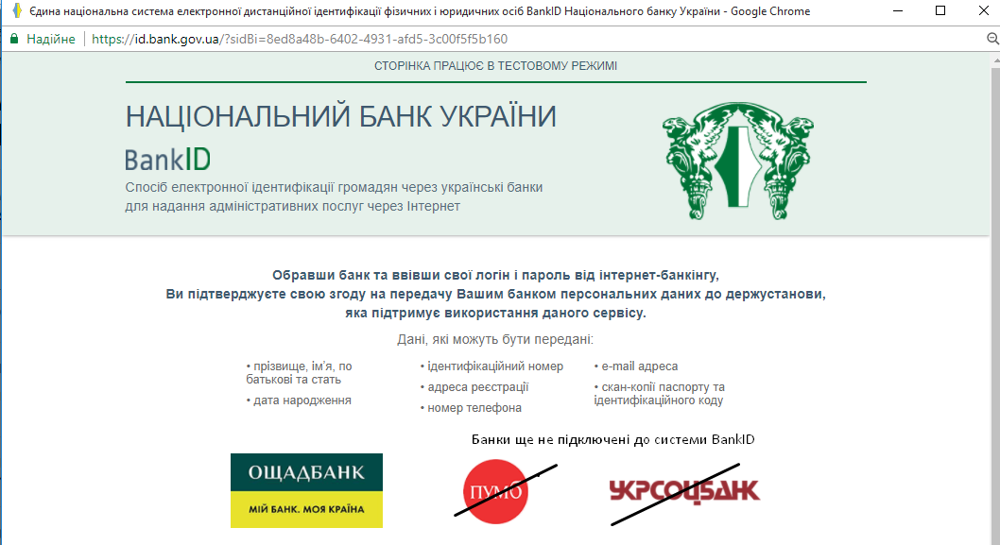 Єдина національна система електронної дистанційної ідентифікації фізичних і юридичних осіб BankID Національного банку України - Google Chrome
Надійне | https://id.bank.gov.ua/?sidBi=8ed8a48b-6402-4931-afd5-3c00f5f5b160
СТОРІНКА ПРАЦЮЄ В ТЕСТОВОМУ РЕЖИМІ
НАЦІОНАЛЬНИЙ БАНК УКРАЇНИ
BankID
Спосіб електронної ідентифікації громадян через українські банки
для надання адміністративних послуг через Інтернет
Обравши банк та ввівши свої логін і пароль від інтернет-банкінгу,
Ви підтверджуєте свою згоду на передачу Вашим банком персональних даних до держустанови,
яка підтримує використання даного сервісу.
Дані, які можуть бути передані:
• прізвище, ім'я, по
батькові та стать
• дата народження
• ідентифікаційний номер
• адреса реєстрації
• номер телефона
• e-mail адреса
• скан-копії паспорту та
ідентифікаційного коду
Банки ще не підключені до системи BankID
ОЩАДБАНК
МІЙ БАНК. МОЯ КРАЇНА
ПУМБ
УКРСОЦБАНК